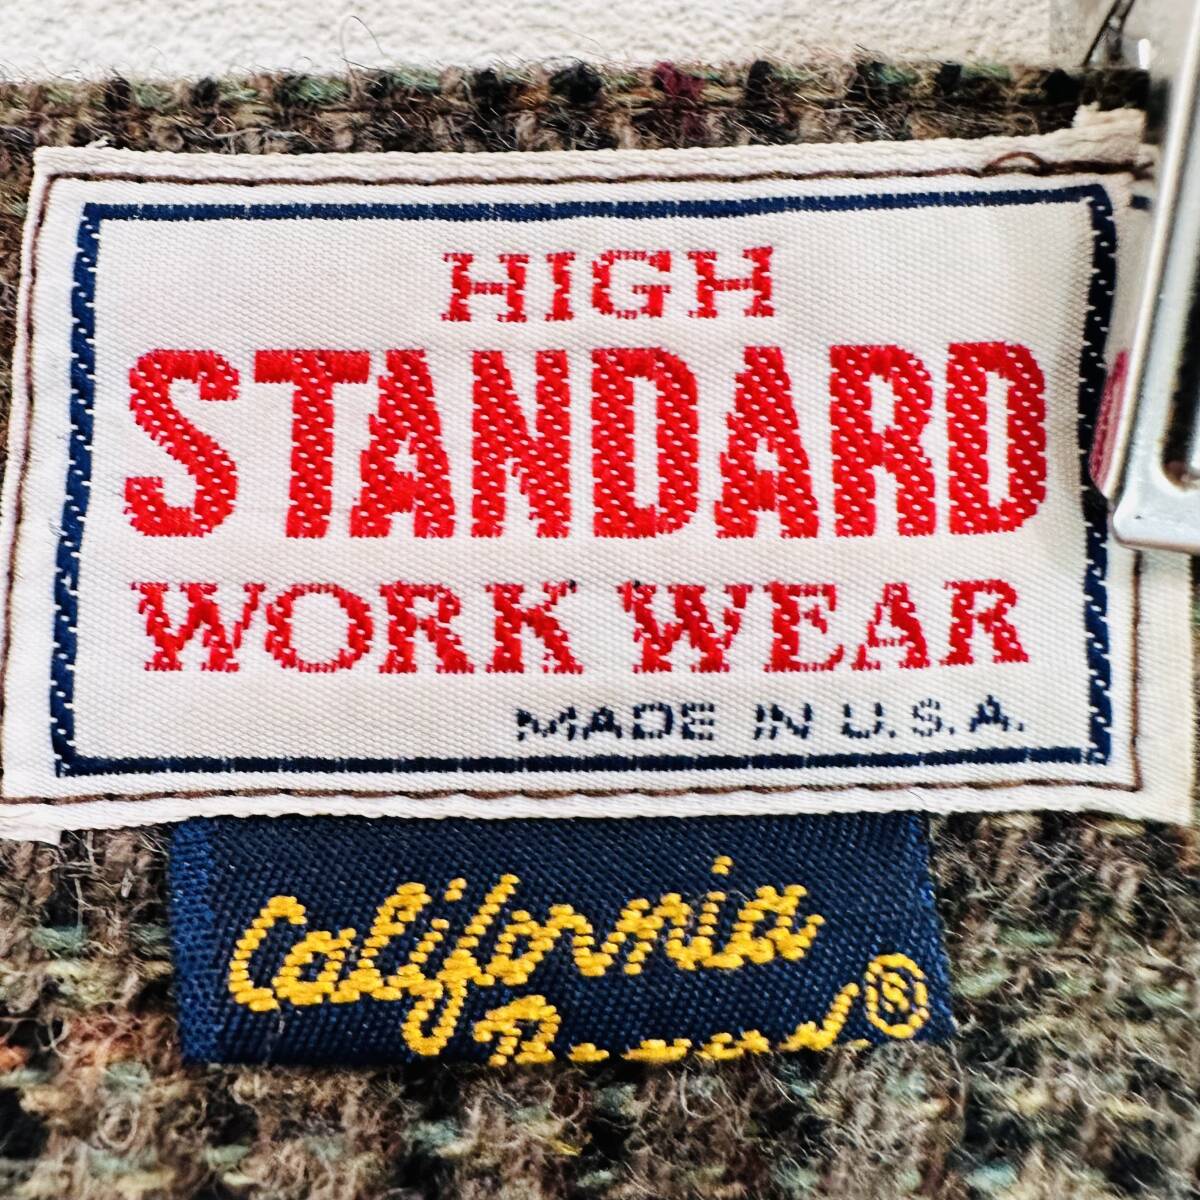 HIGH
STANDARD
WORK WEAR
MADE IN U.S.A.
California
®